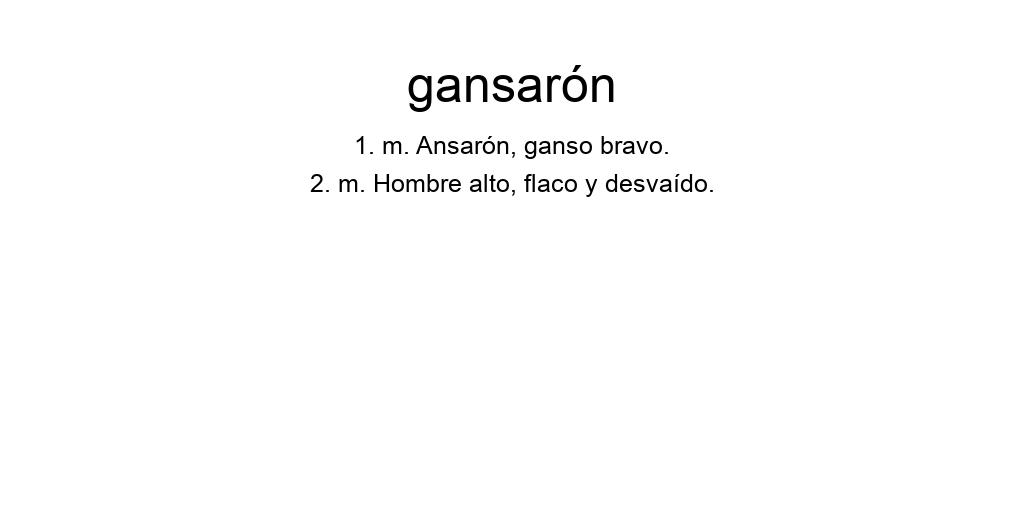 gansarón
1. m. Ansarón, ganso bravo.
2. m. Hombre alto, flaco y desvaído.